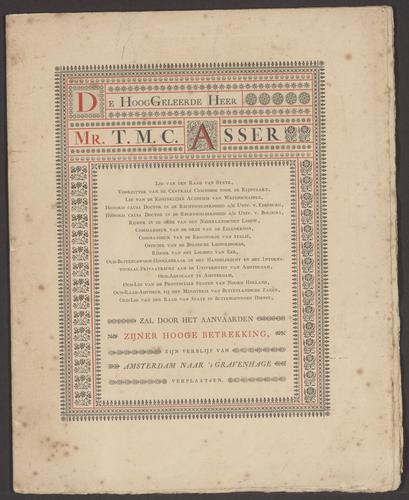 De HoogGeleerde Heer
Mr. T. M. C. Asser
Lid van den Raad van State,
Voorzitter van de Centrale Commissie voor de Rijnvaart,
Lid van de Koninklijke Academie van Wetenschappen,
Honoris causa Doctor in de Rechtsgeleerdheid a/d Univ. v. Edinburg,
Honoris causa Doctor in de Rechtsgeleerdheid a/d Univ. v. Bologna,
Ridder in de orde van den Nederlandschen Leeuw,
Commandeur van de orde van de Eikenkroon,
Commandeur van de Kroonorde van Italië,
Officier van de Belgische Leopoldsorde,
Ridder van het Legioen van Eer,
Oud-Buitengewoon-Hoogleeraar in het Handelsrecht en het Interna-
tionaal-Privaatrecht aan de Universiteit van Amsterdam,
Oud-Advocaat te Amsterdam,
Oud-Lid van de Provinciale Staten van Noord Holland,
Oud-Raad-Adviseur bij het Ministerie van Buitenlandsche Zaken,
Oud-Lid van den Raad van State in Buitengewonen Dienst,
ZAL DOOR HET AANVAARDEN
ZIJNER HOOGE BETREKKING,
ZIJN VERBLIJF VAN
AMSTERDAM NAAR 's GRAVENHAGE
VERPLAATSEN.